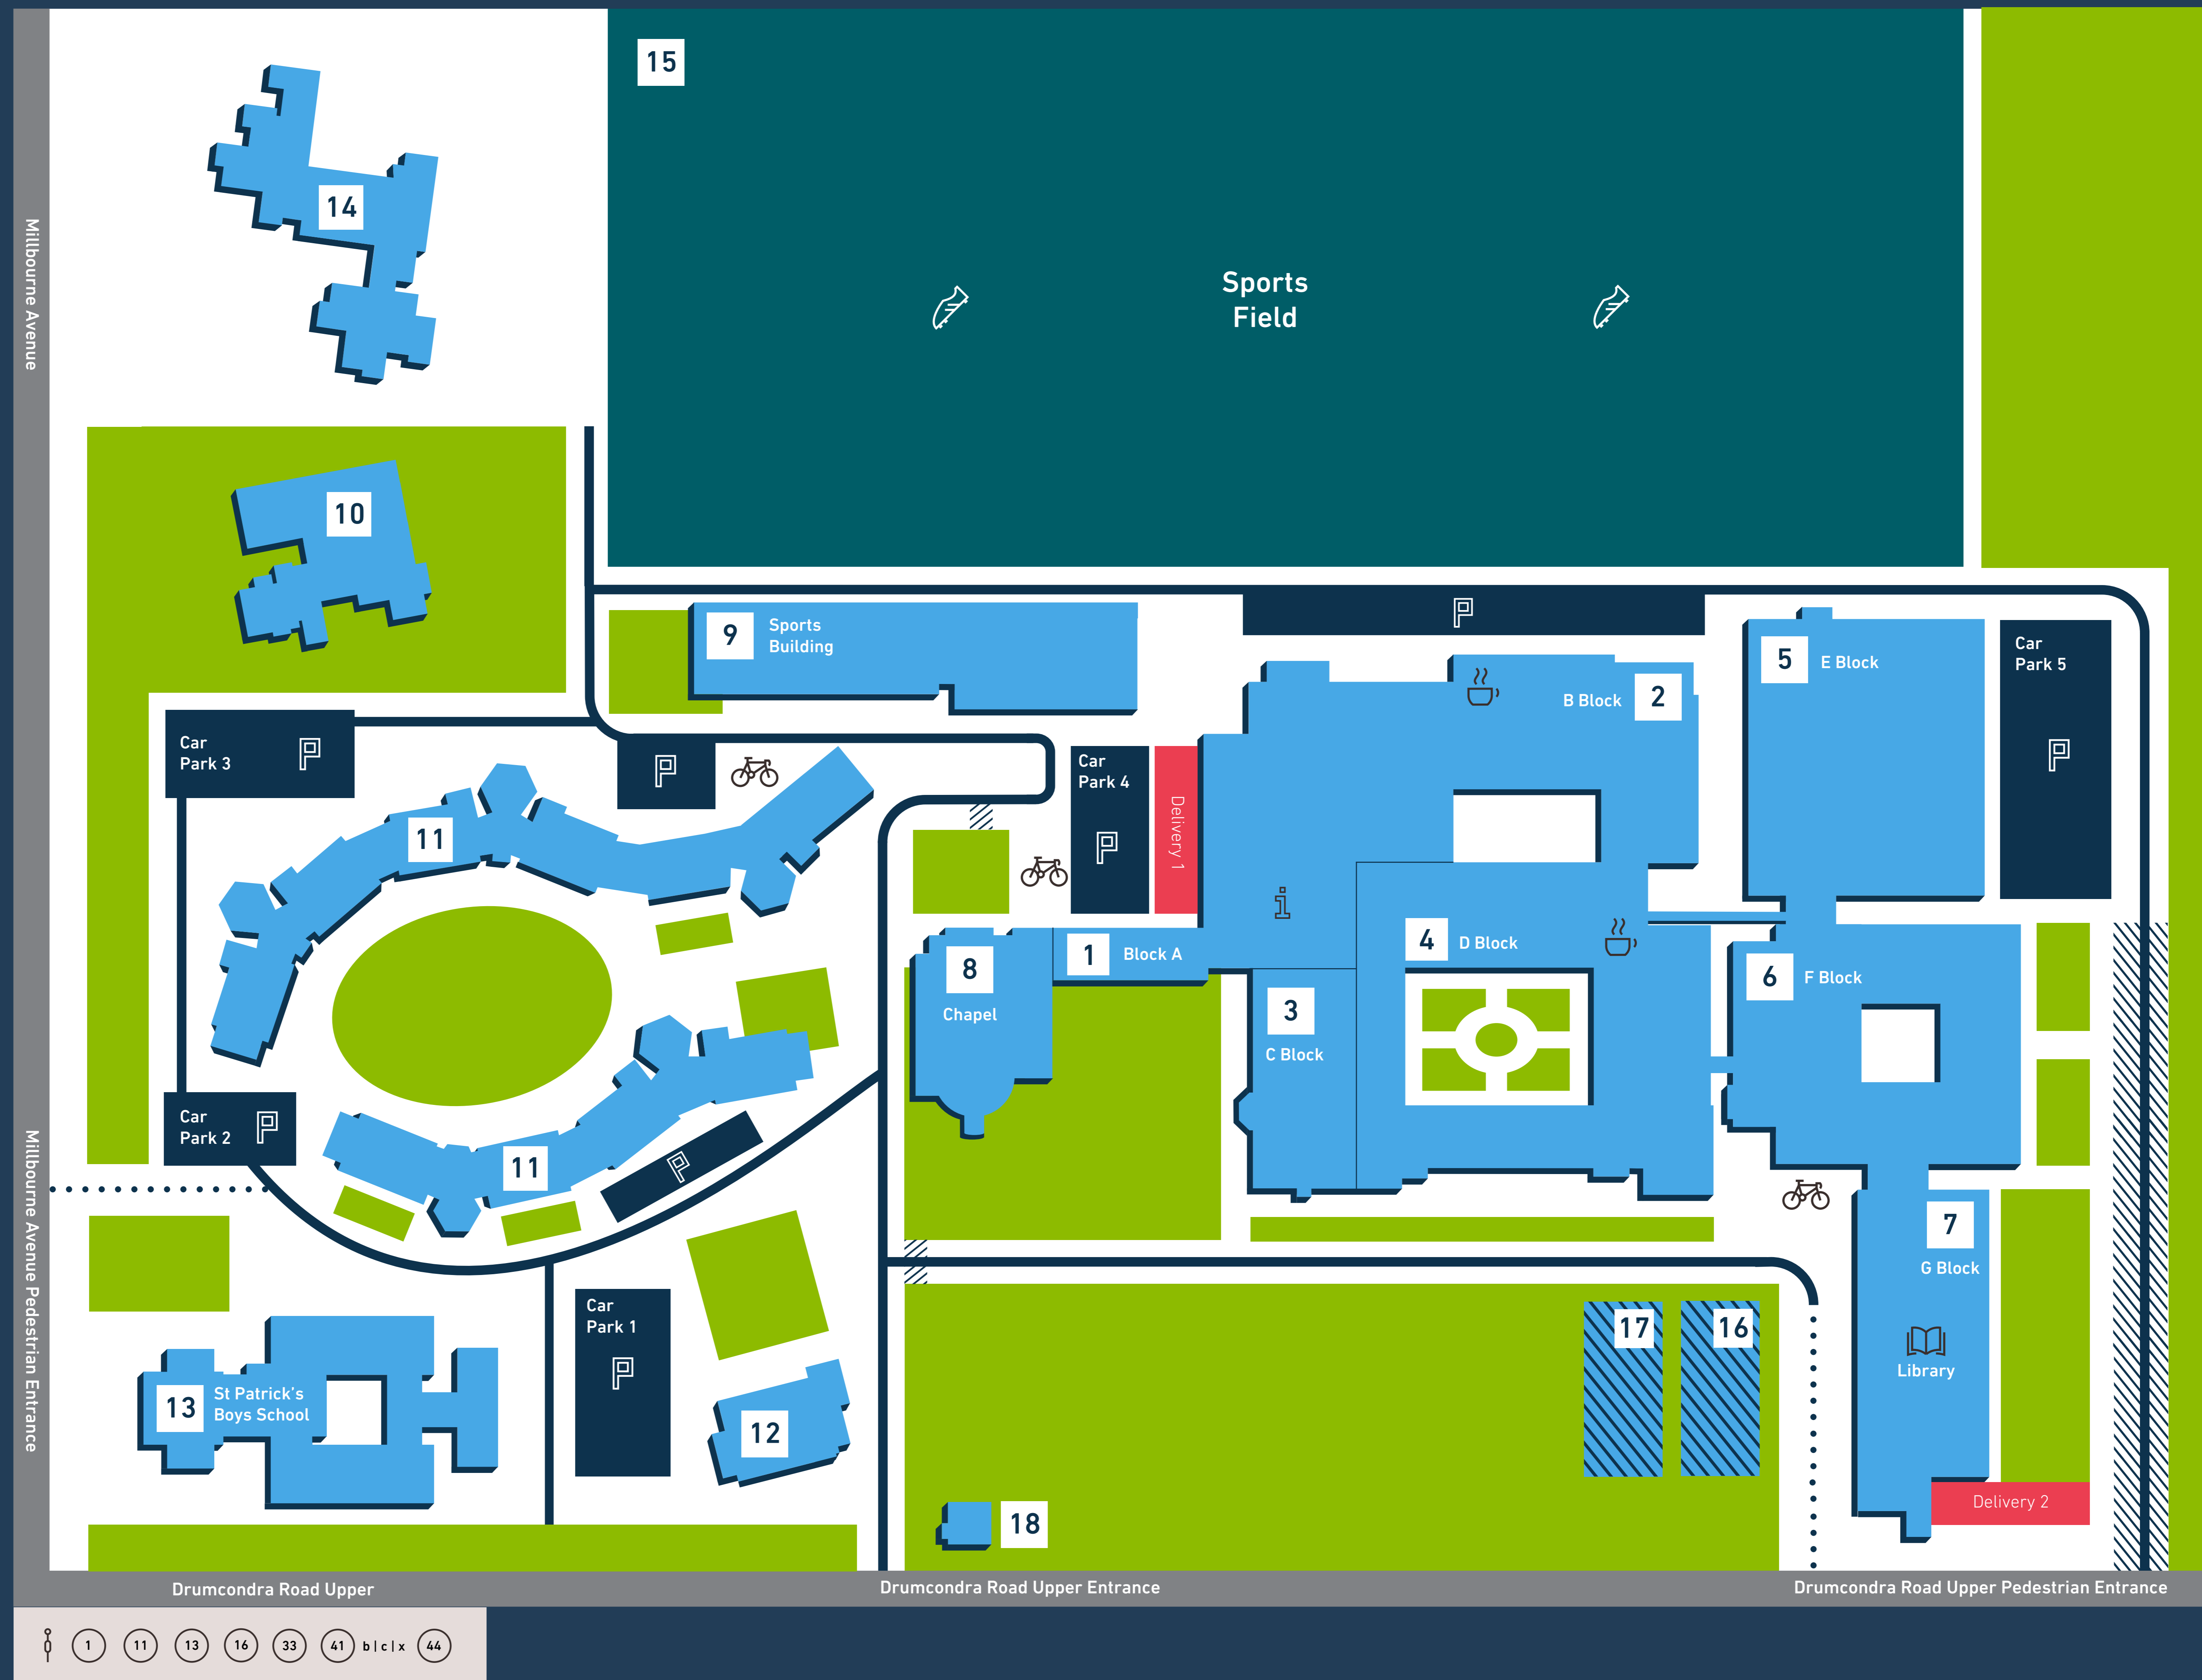 15
14
Sports
Field
Millbourne Avenue
10
9
Sports
Building
P
5
E Block
Car
Park 5
P
B Block
2
Car
Park 3
P
P
Car
Park 4
P
Delivery 1
11
i
4
D Block
1
Block A
8
Chapel
3
C Block
6
F Block
Car
Park 2
P
11
P
7
G Block
Library
Millbourne Avenue Pedestrian Entrance
Car
Park 1
P
17
16
13
St Patrick's
Boys School
12
18
Delivery 2
Drumcondra Road Upper
Drumcondra Road Upper Entrance
Drumcondra Road Upper Pedestrian Entrance
1 11 13 16 33 41 b|c|x 44